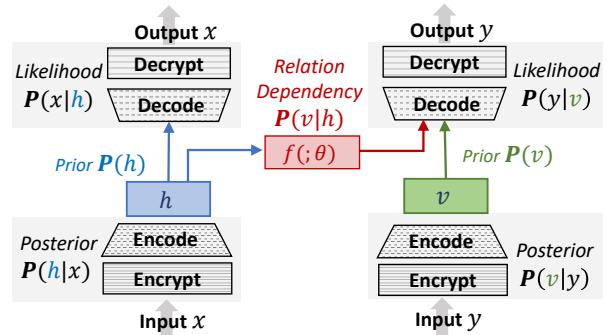 Output x
Decrypt
Likelihood
P(x|h)
Decode
Prior P(h)
h
Posterior
P(h|x)
Encode
Encrypt
Input x
Relation
Dependency
P(v|h)
f(; θ)
Output y
Decrypt
Likelihood
P(y|v)
Decode
Prior P(v)
v
Encode
Posterior
P(v|y)
Encrypt
Input y